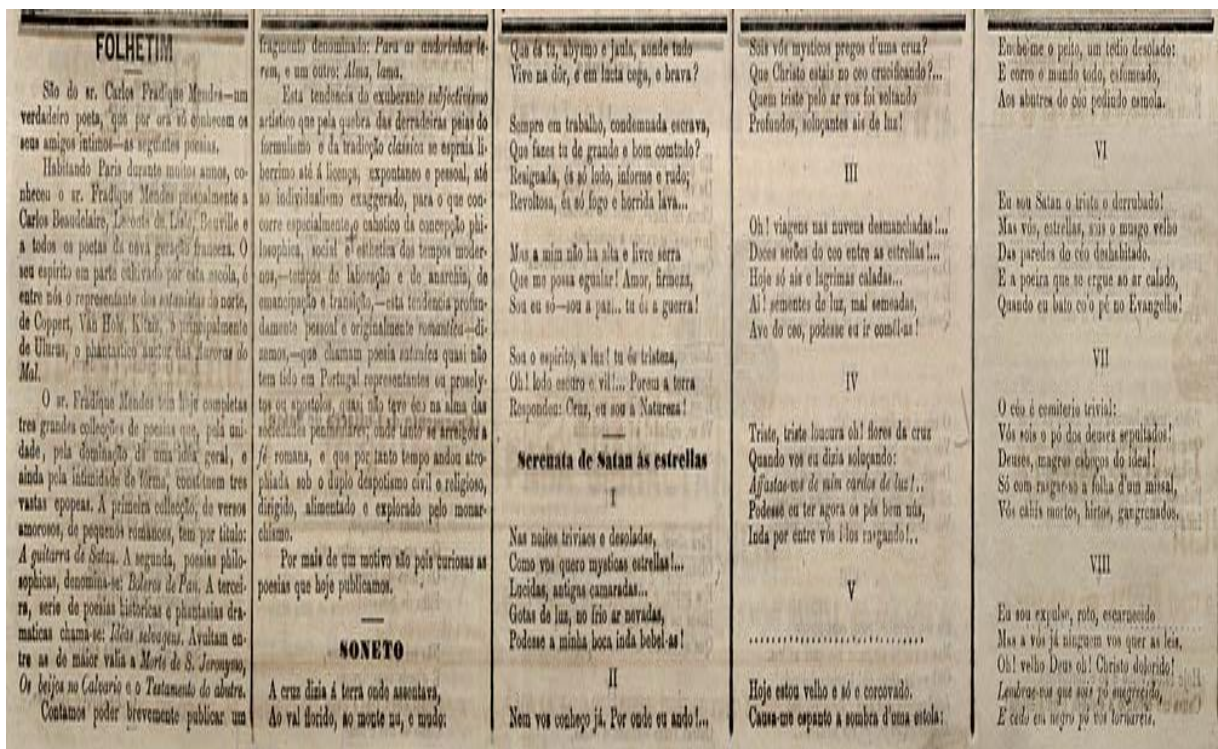 FOLHETIM
São do sr. Carlos Fradique Mendes—um
verdadeiro poeta, que por ora só conhecem os
seus amigos intimos—as seguintes poesias.
Habitando Paris durante muitos annos, co-
nheceu o sr. Fradique Mendes pessoalmente a
Carlos Beaudelaire, Leconte de Lisle, Banville e
a todos os poetas da nova geração franceza. O
seu espirito em parte cultivado por esta escola, é
entre nós o representante dos satanistas do norte,
de Coppert, Van Hole, Kitziz, e principalmente
de Ulurus, o phantastico auctor das Auroras do
Mal.
O sr. Fradique Mendes tem hoje completas
tres grandes collecções de poesias que, pela uni-
dade, pela dominação de uma idéa geral, e
ainda pela intimidade de fórma, constituem tres
vastas epopeas. A primeira collecção, de versos
amorosos, de pequenos romances, tem por titulo:
A guitarra de Satan. A segunda, poesias philo-
sophicas, denomina-se: Boleros de Pan. A tercei-
ra, serie de poesias historicas e phantasias dra-
maticas chama-se: Idéas selvagens. Avultam en-
tre as de maior valia a Morte de S. Jeronymo,
Os beijos no Calvario e o Testamento do abutre.
Contamos poder brevemente publicar um
fragmento denominado: Para as andorinhas le-
rem, e um outro: Alma, lama.
Esta tendencia do exuberante subjectivismo
artistico que pela quebra das derradeiras peias do
formulismo e da tradicção classica se espraia li-
berrimo até á licença, expontaneo e pessoal, até
ao individualismo exaggerado, para o que con-
corre especialmente o cahotico da concepção phi-
losophica, social e esthetica dos tempos moder-
nos,—tempos de laboração e de anarchia, de
emancipação e transição,—esta tendencia profun-
damente pessoal e originalmente romantica—di-
zemos,—que chamam poesia satanica quasi não
tem tido em Portugal representantes ou prosely-
tos ou apostolos, quasi não teve éco na alma das
sociedades peninsulares, onde tanto se arreigou a
fé romana, e que por tanto tempo andou atro-
phiada sob o duplo despotismo civil e religioso,
dirigido, alimentado e explorado pelo monar-
chismo.
Por mais de um motivo são pois curiosas as
poesias que hoje publicamos.
SONETO
A cruz dizia á terra onde assentava,
Ao val florido, ao monte nu, e mudo:
Que és tu, abysmo e jaula, aonde tudo
Vive na dôr, e em lucta cega, e brava?
Sempre em trabalho, condemnada escrava,
Que fazes tu de grande e bom comtudo?
Resignada, és só lodo, informe e rudo;
Revoltosa, és só fogo e horrida lava...
Mas a mim não ha alta e livre serra
Que me possa egualar! Amor, firmeza,
Sou eu só—sou a paz... tu és a guerra!
Sou o espirito, a luz! tu és tristeza,
Oh! lodo escuro e vil!... Porem a terra
Respondeu: Cruz, eu sou a Natureza!
Serenata de Satan ás estrellas
I
Nas noites triviaes e desoladas,
Como vos quero mysticas estrellas!...
Lucidas, antigas camaradas...
Gotas de luz, no frio ar nevadas,
Podesse a minha boca inda bebel-as!
II
Nem vos conheço já. Por onde eu ando!...
Sois vós mysticos pregos d'uma cruz?
Que Christo estais no ceo crucificando?...
Quem triste pelo ar vos foi soltando
Profundos, soluçantes ais de luz!
III
Oh! viagens nas nuvens desmanchadas!...
Doces serões do ceo entre as estrellas!...
Hoje só ais e lagrimas caladas...
Ai! sementes de luz, mal semeadas,
Ave do ceo, podesse eu ir comêl-as!
IV
Triste, triste loucura oh! flores da cruz
Quando vos eu dizia soluçando:
Affastae-vos de mim cardos de luz!..
Podesse eu ter agora os pés bem nús,
Inda por entre vós il-os rasgando!..
V
........................
Hoje estou velho e só e corcovado.
Causa-me espanto a sombra d'uma estola:
Enche-me o peito, um tedio desolado:
E corro o mundo todo, esfomeado,
Aos abutres do céo pedindo esmola.
VI
Eu sou Satan o triste o derrubado!
Mas vós, estrellas, sois o musgo velho
Das paredes do ceo deshabitado.
E a poeira que se ergue ao ar calado,
Quando eu bato co'o pé no Evangelho!
VII
O céo é cemiterio trivial:
Vós sois o pó dos deuses sepultados!
Deuses, magros esboços do ideal!
Só com rasgar-se a folha d'um missal,
Vós cahis mortos, hirtos, gangrenados.
VIII
Eu sou expulso, roto, escarnecido
Mas a vós já ninguem vos quer as leis,
Oh! velho Deus oh! Christo dolorido!
Lembrae-vos que sois pó enegrecido,
E cedo em negro pó vos tornareis.